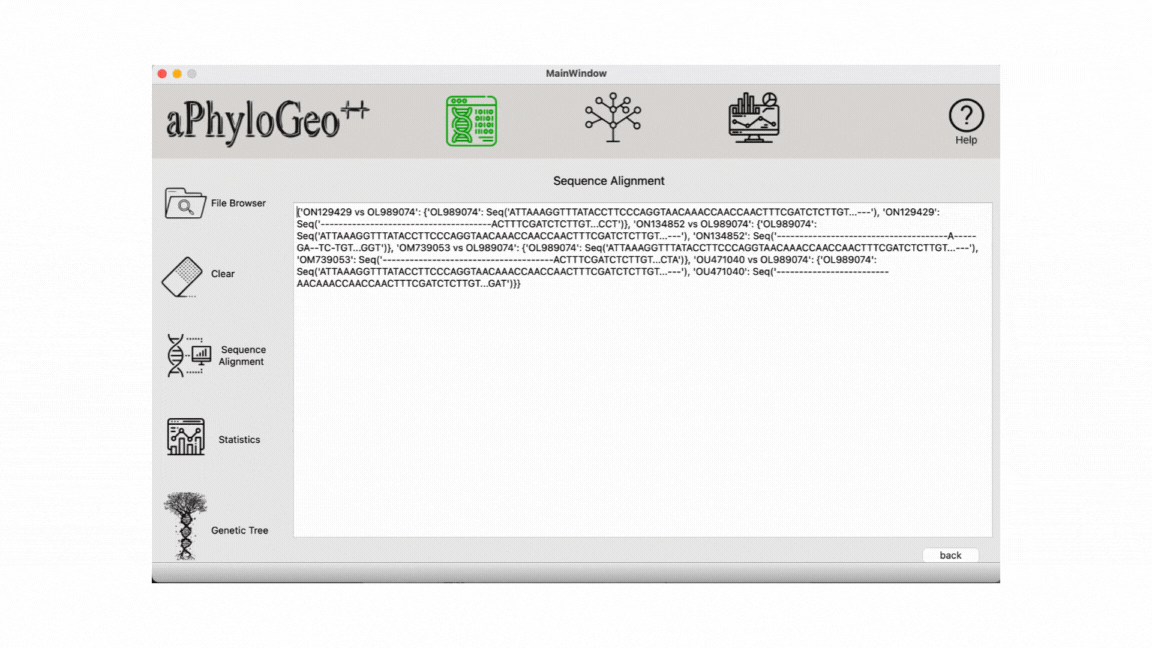 MainWindow
aPhyloGeo++
Help
Sequence Alignment
File Browser
Clear
Sequence
Alignment
Statistics
Genetic Tree
{'ON129429 vs OL989074': {'OL989074': Seq('ATTAAAGGTTTATACCTTCCCAGGTAACAAACCAACCAACTTTCGATCTCTTGT...---'), 'ON129429':
Seq('--------------------------------------ACTTTCGATCTCTTGT...CCT')}, 'ON134852 vs OL989074': {'OL989074':
Seq('ATTAAAGGTTTATACCTTCCCAGGTAACAAACCAACCAACTTTCGATCTCTTGT...---'), 'ON134852': Seq('--------------------------------------A-----
GA--TC-TGT...GGT')}, 'OM739053 vs OL989074': {'OL989074': Seq('ATTAAAGGTTTATACCTTCCCAGGTAACAAACCAACCAACTTTCGATCTCTTGT...---'),
'OM739053': Seq('--------------------------------------ACTTTCGATCTCTTGT...CTA')}, 'OU471040 vs OL989074': {'OL989074':
Seq('ATTAAAGGTTTATACCTTCCCAGGTAACAAACCAACCAACTTTCGATCTCTTGT...---'), 'OU471040': Seq('-------------------------
AACAAACCAACCAACTTTCGATCTCTTGT...GAT')}}
back